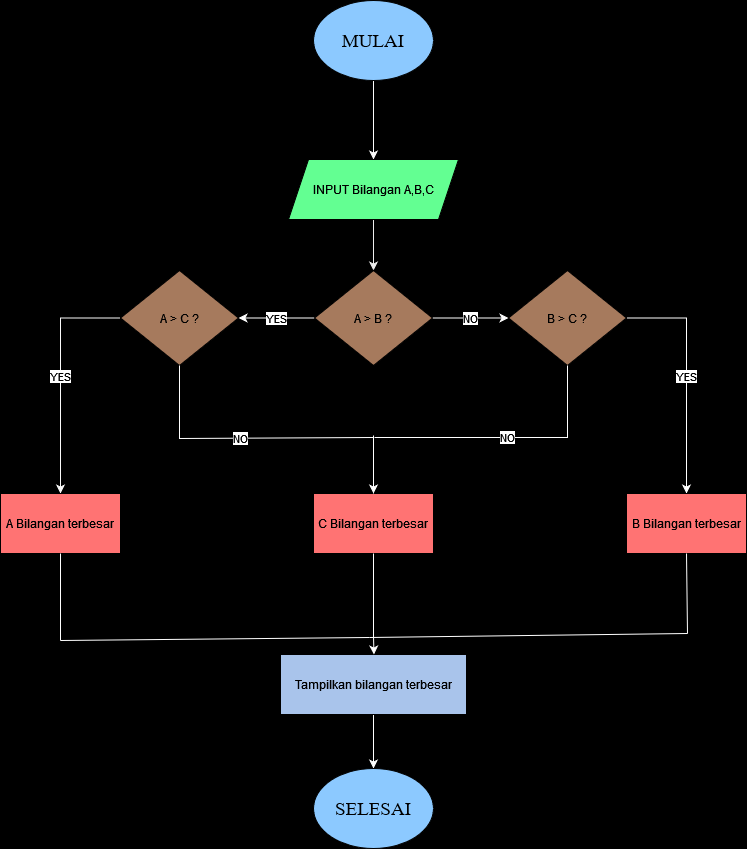 MULAI
INPUT Bilangan A,B,C
A > C ?
YES
A > B ?
NO
B > C ?
YES
YES
NO
NO
A Bilangan terbesar
C Bilangan terbesar
B Bilangan terbesar
Tampilkan bilangan terbesar
SELESAI